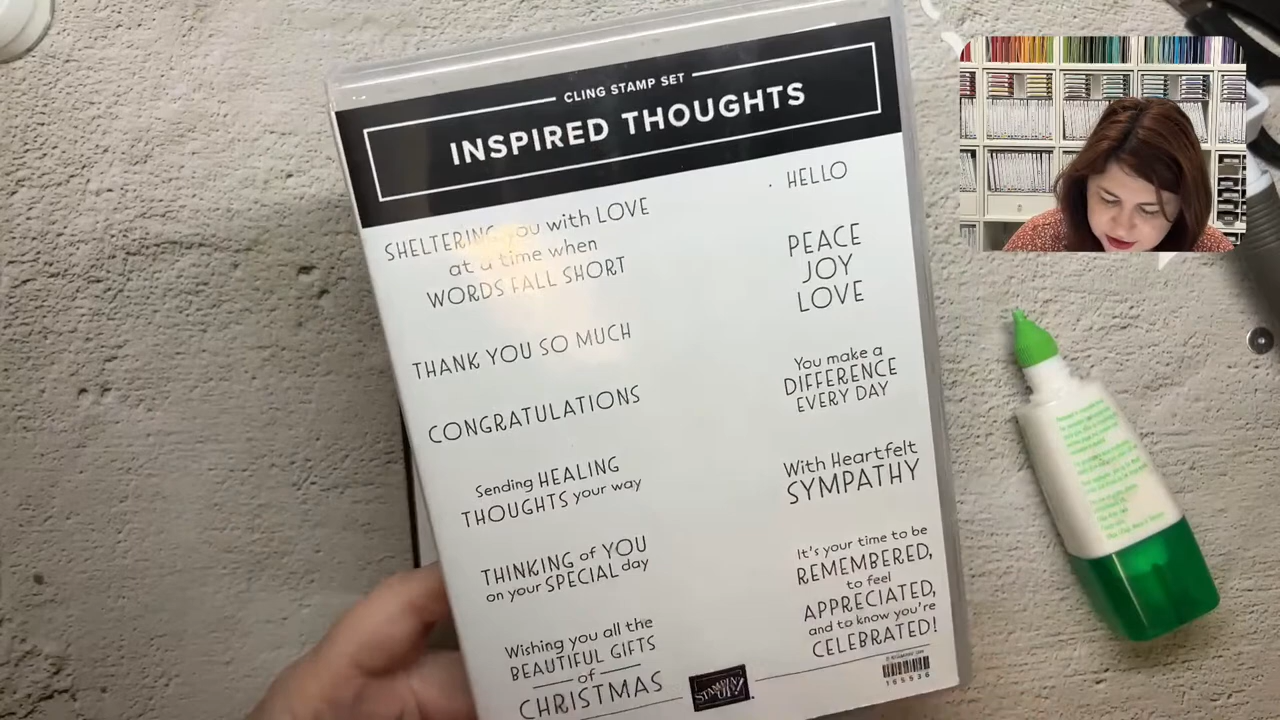 CLING STAMP SET
INSPIRED THOUGHTS
SHELTERING you with LOVE
at a time when
WORDS FALL SHORT
THANK YOU SO MUCH
CONGRATULATIONS
Sending HEALING
THOUGHTS your way
THINKING of YOU
on your SPECIAL day
Wishing you all the
BEAUTIFUL GIFTS
of
CHRISTMAS
HELLO
PEACE
JOY
LOVE
You make a
DIFFERENCE
EVERY DAY
With Heartfelt
SYMPATHY
It's your time to be
REMEMBERED,
to feel
APPRECIATED,
and to know you're
CELEBRATED!
STAMPIN' UP!